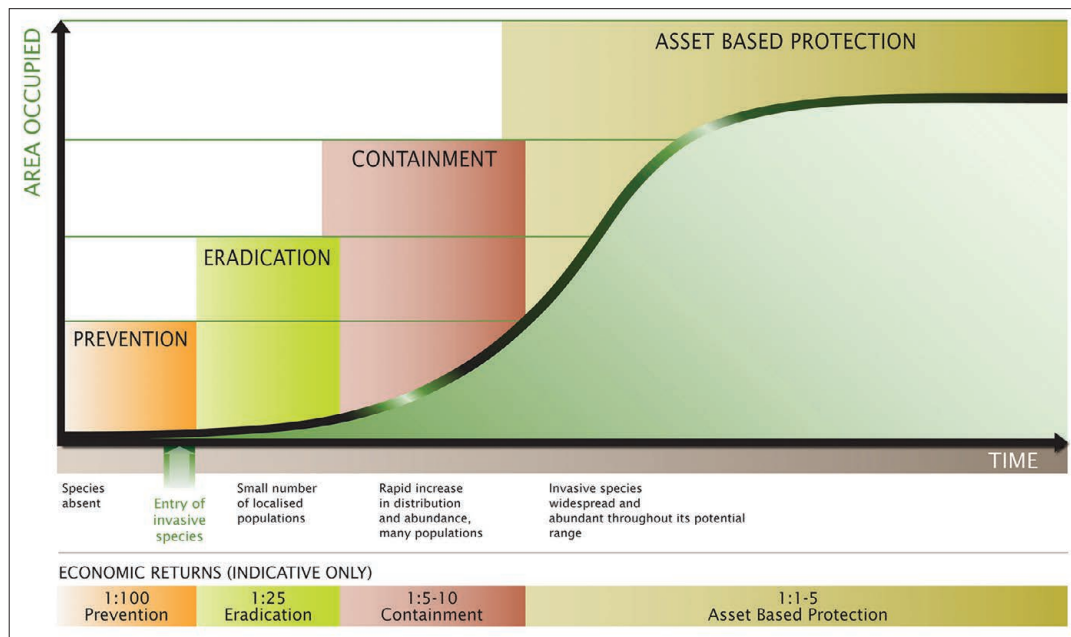 AREA OCCUPIED
ASSET BASED PROTECTION
CONTAINMENT
ERADICATION
PREVENTION
TIME
Species
absent
Entry of
invasive
species
Small number
of localised
populations
Rapid increase
in distribution
and abundance,
many populations
Invasive species
widespread and
abundant throughout its potential
range
ECONOMIC RETURNS (INDICATIVE ONLY)
1:100
Prevention
1:25
Eradication
1:5-10
Containment
1:1-5
Asset Based Protection